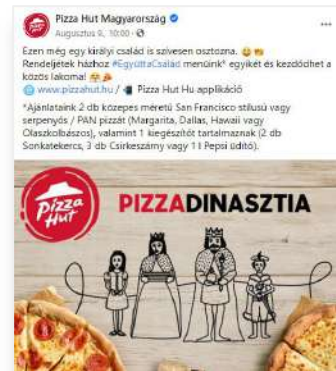 Pizza Hut Magyarország
Augusztus 9, 10:00 ·
Ezen még egy királyi család is szívesen osztozna.
Rendeljétek házhoz #EgyüttaCsalád menüink* egyikét és kezdődhet a
közös lakoma!
www.pizzahut.hu / Pizza Hut Hu applikáció
*Ajánlataink 2 db közepes méretű San Francisco stílusú vagy
serpenyős / PAN pizzát (Margarita, Dallas, Hawaii vagy
Olaszkolbászos), valamint 1 kiegészítőt tartalmaznak (2 db
Sonkatekercs, 3 db Csirkeszárny vagy 1 l Pepsi üdítő).
Pizza
Hut
PIZZADINASZTIA